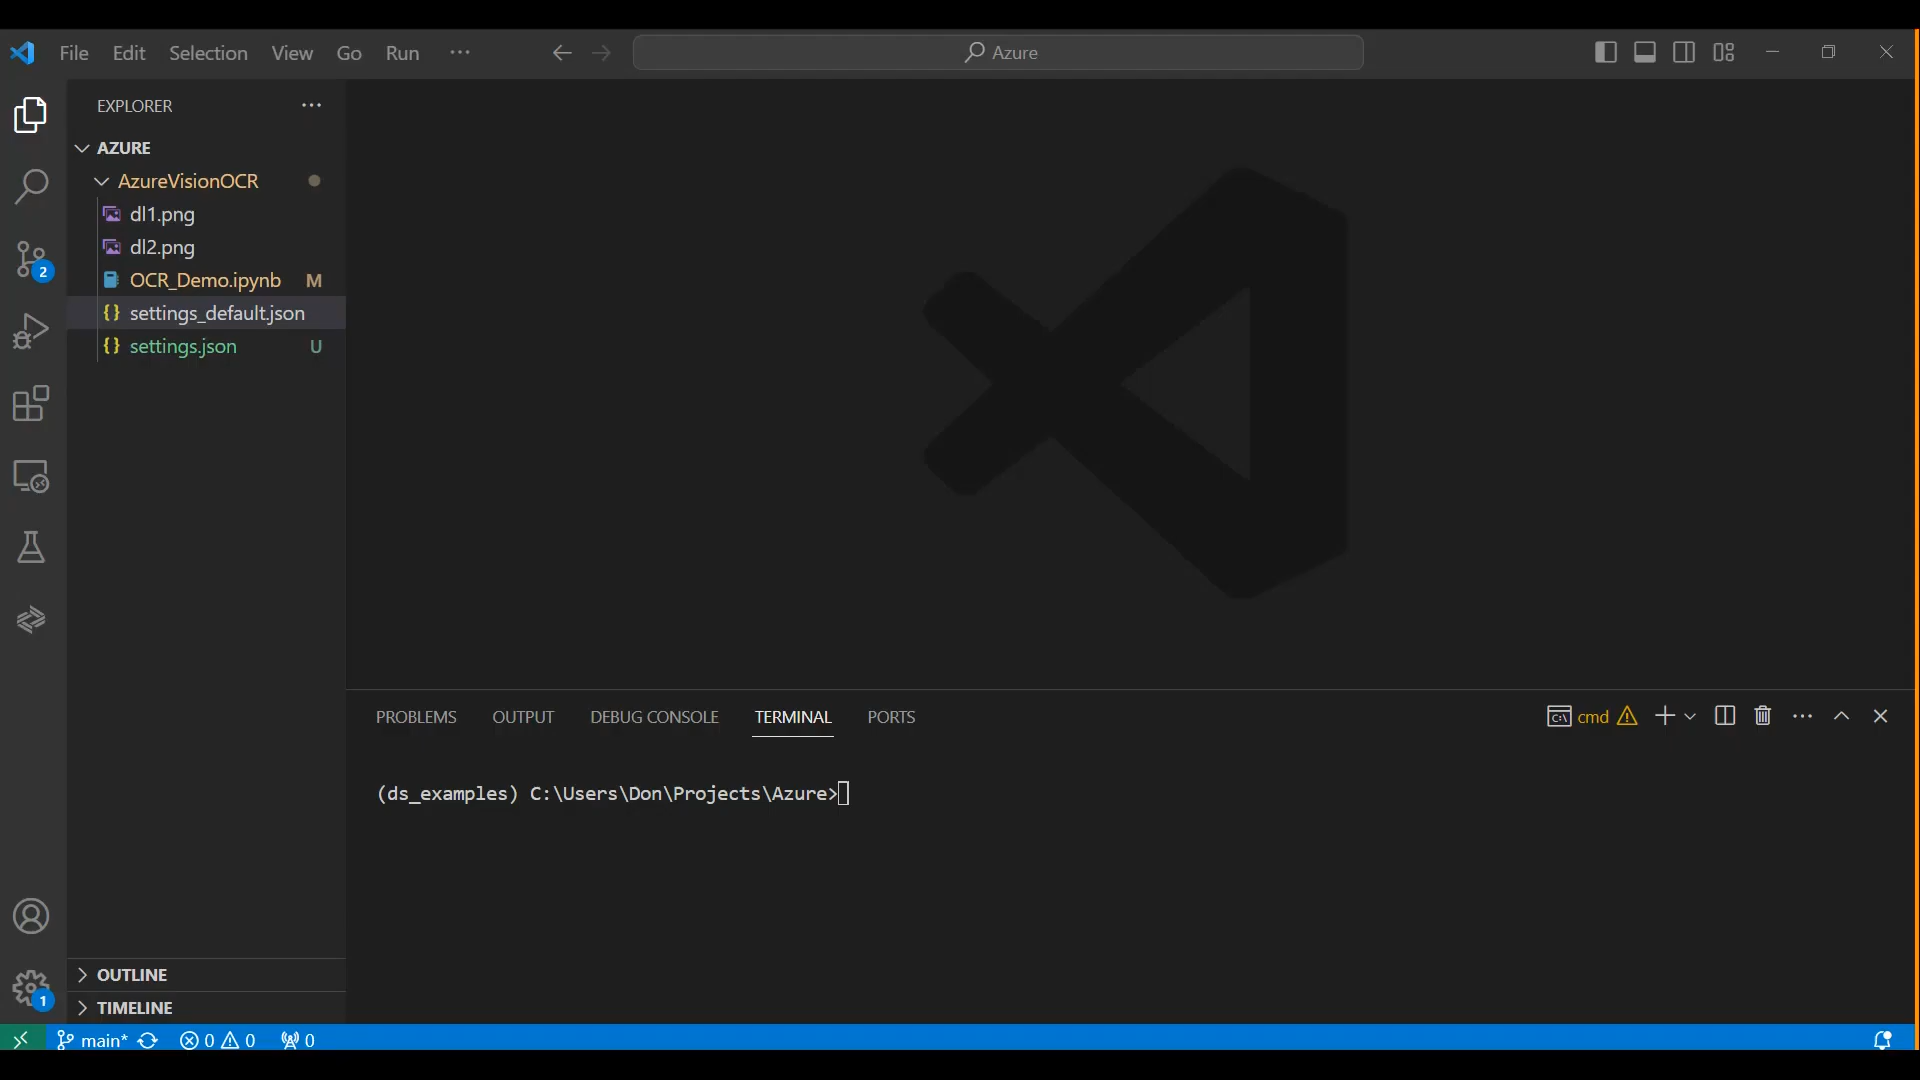 File Edit Selection View Go Run ···
Azure
EXPLORER ···
AZURE
AzureVisionOCR
dl1.png
dl2.png
OCR_Demo.ipynb M
{} settings_default.json
{} settings.json U
2
PROBLEMS OUTPUT DEBUG CONSOLE TERMINAL PORTS
cmd
(ds_examples) C:\Users\Don\Projects\Azure>
OUTLINE
TIMELINE
1
main* 0 0 0